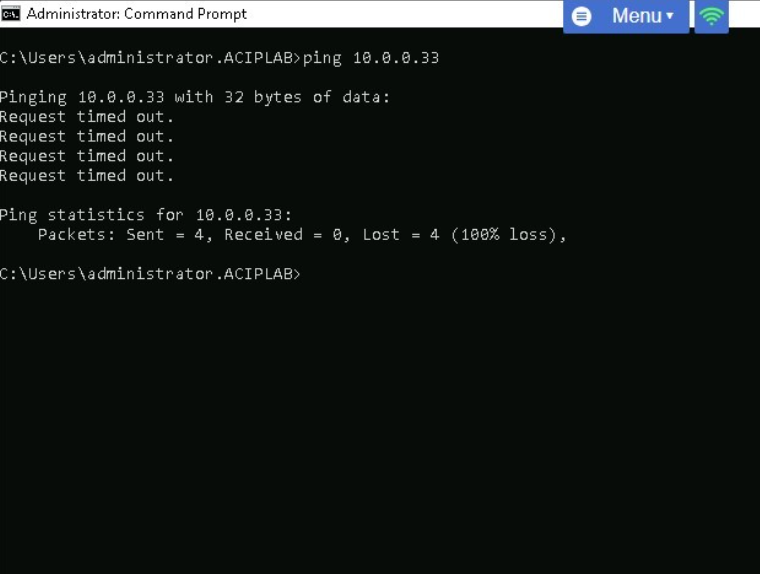 Administrator: Command Prompt
Menu
C:\Users\administrator.ACIPLAB>ping 10.0.0.33
Pinging 10.0.0.33 with 32 bytes of data:
Request timed out.
Request timed out.
Request timed out.
Request timed out.
Ping statistics for 10.0.0.33:
    Packets: Sent = 4, Received = 0, Lost = 4 (100% loss),
C:\Users\administrator.ACIPLAB>